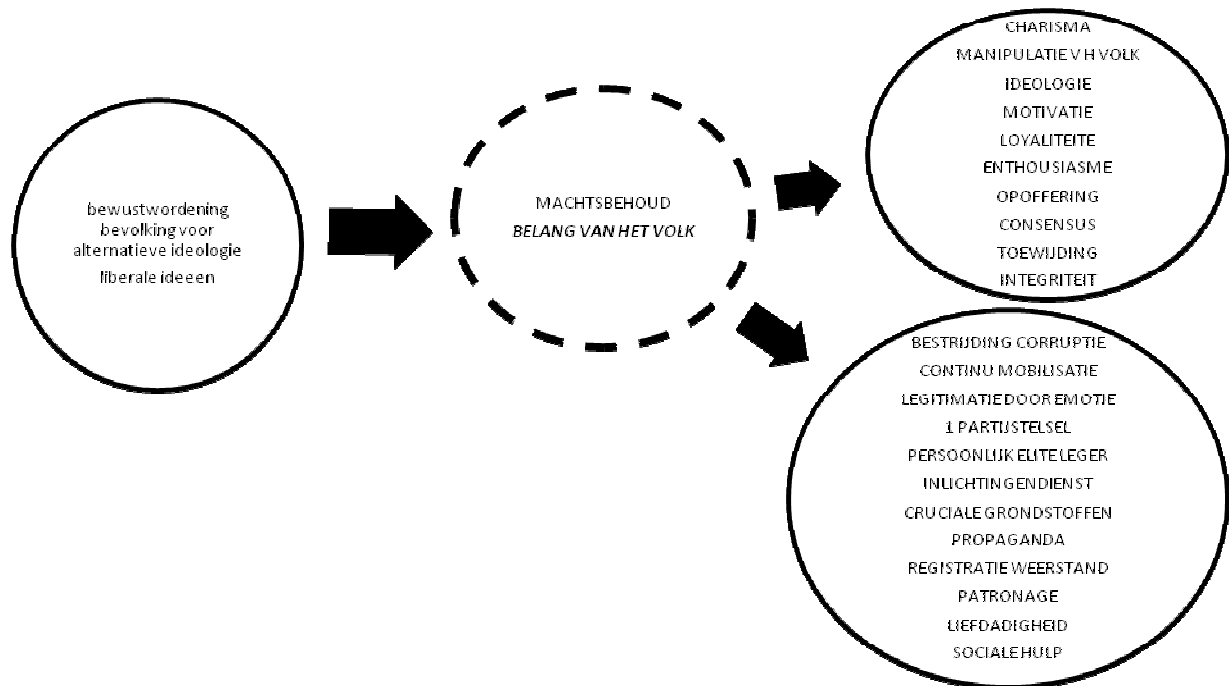 bewustwordening
bevolking voor
alternatieve ideologie
liberale ideeen
MACHTSBEHOUD
BELANG VAN HET VOLK
CHARISMA
MANIPULATIE V H VOLK
IDEOLOGIE
MOTIVATIE
LOYALITEITE
ENTHOUSIASME
OPOFFERING
CONSENSUS
TOEWIJDING
INTEGRITEIT
BESTRIJDING CORRUPTIE
CONTINU MOBILISATIE
LEGITIMATIE DOOR EMOTIE
1 PARTIJSTELSEL
PERSOONLIJK ELITE LEGER
INLICHTINGENDIENST
CRUCIALE GRONDSTOFFEN
PROPAGANDA
REGISTRATIE WEERSTAND
PATRONAGE
LIEFDADIGHEID
SOCIALE HULP